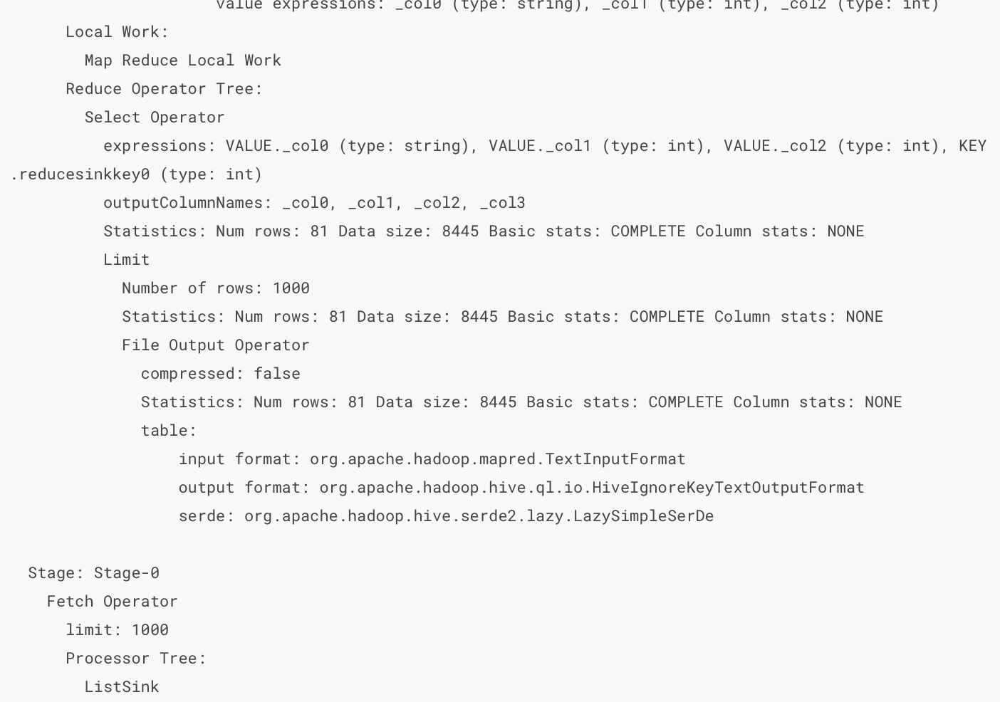 value expressions: _col0 (type: string), _col1 (type: int), _col2 (type: int)
Local Work:
Map Reduce Local Work
Reduce Operator Tree:
Select Operator
expressions: VALUE._col0 (type: string), VALUE._col1 (type: int), VALUE._col2 (type: int), KEY
.reducesinkkey0 (type: int)
outputColumnNames: _col0, _col1, _col2, _col3
Statistics: Num rows: 81 Data size: 8445 Basic stats: COMPLETE Column stats: NONE
Limit
Number of rows: 1000
Statistics: Num rows: 81 Data size: 8445 Basic stats: COMPLETE Column stats: NONE
File Output Operator
compressed: false
Statistics: Num rows: 81 Data size: 8445 Basic stats: COMPLETE Column stats: NONE
table:
input format: org.apache.hadoop.mapred.TextInputFormat
output format: org.apache.hadoop.hive.ql.io.HiveIgnoreKeyTextOutputFormat
serde: org.apache.hadoop.hive.serde2.lazy.LazySimpleSerDe
Stage: Stage-0
Fetch Operator
limit: 1000
Processor Tree:
ListSink